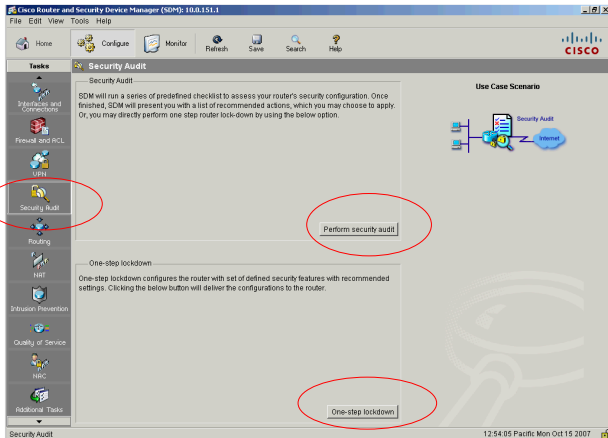 Cisco Router and Security Device Manager (SDM): 10.0.151.1
File Edit View Tools Help
Home
Configure
Monitor
Refresh
Save
Search
Help
CISCO
Tasks
Security Audit
Interfaces and Connections
Firewall and ACL
VPN
Security Audit
Routing
NAT
Intrusion Prevention
Quality of Service
NAC
Additional Tasks
Security Audit
SDM will run a series of predefined checklist to assess your router's security configuration. Once
finished, SDM will present you with a list of recommended actions, which you may choose to apply.
Or, you may directly perform one step router lock-down by using the below option.
Perform security audit
One-step lockdown
One-step lockdown configures the router with set of defined security features with recommended
settings. Clicking the below button will deliver the configurations to the router.
One-step lockdown
Use Case Scenario
Security Audit
Internet
Security Audit
12:54:05 Pacific Mon Oct 15 2007